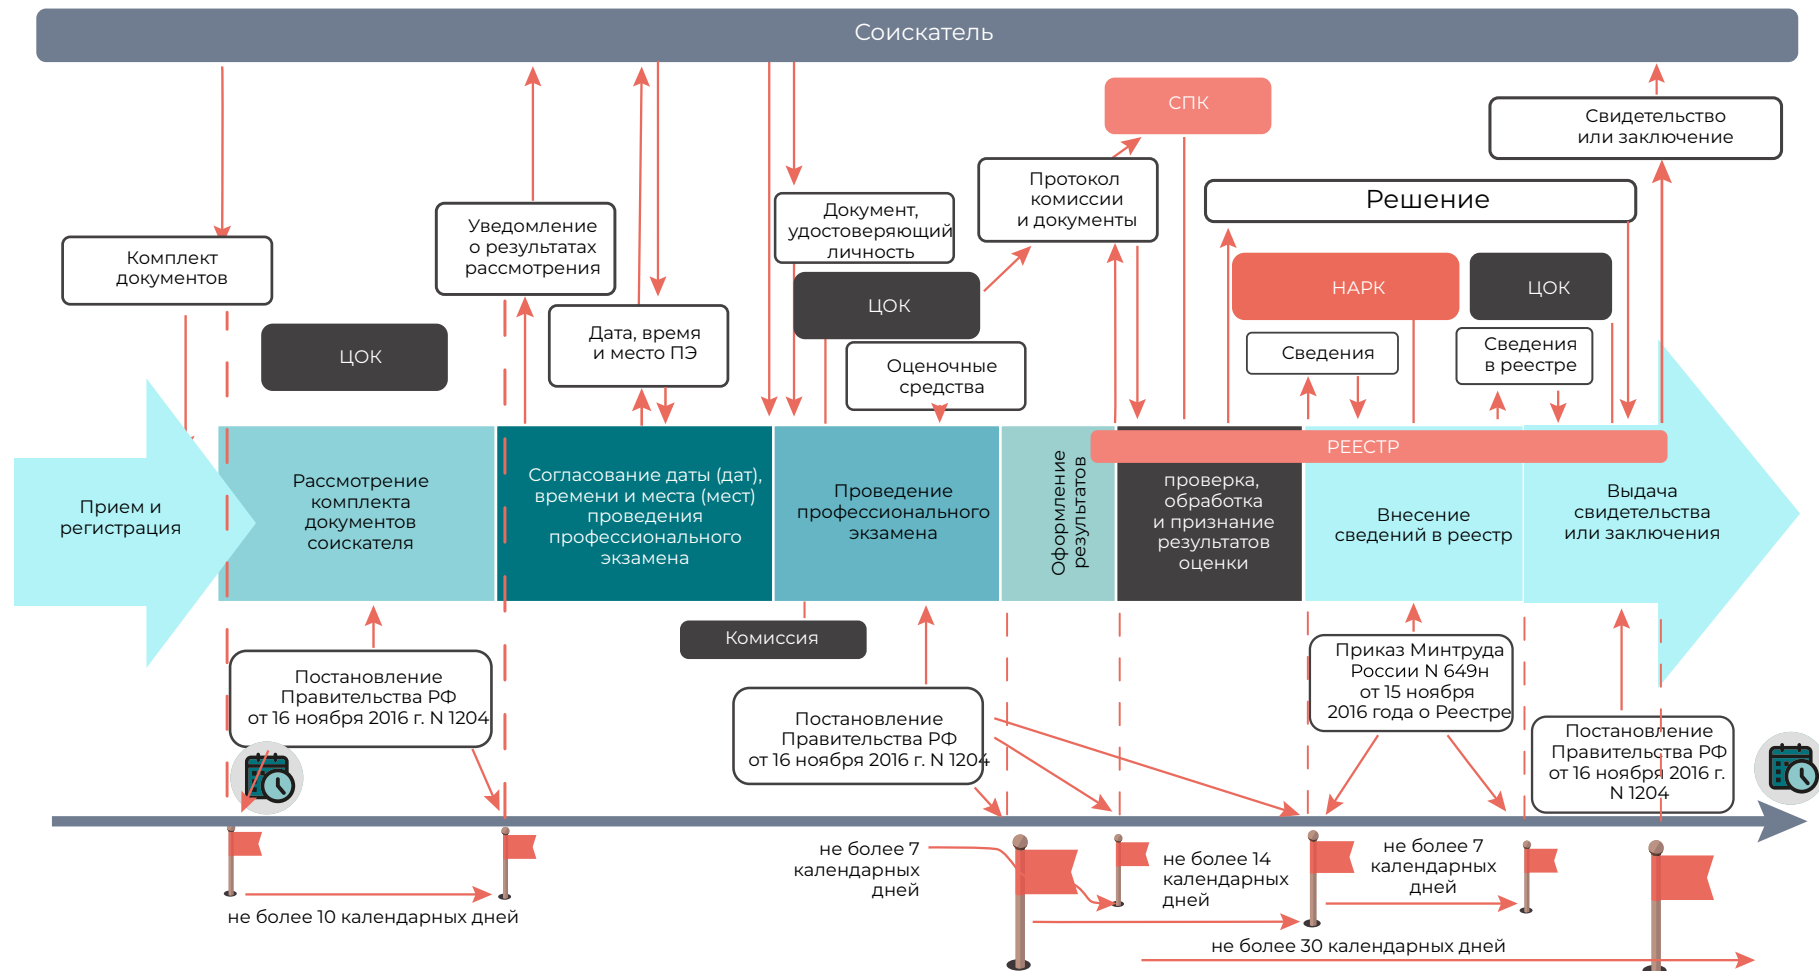 Соискатель
СПК
Свидетельство
или заключение
Протокол
комиссии
и документы
Решение
Уведомление
о результатах
рассмотрения
Документ,
удостоверяющий
личность
Комплект
документов
ЦОК
НАРК
ЦОК
ЦОК
Дата, время
и место ПЭ
Оценочные
средства
Сведения
Сведения
в реестре
РЕЕСТР
Прием и
регистрация
Рассмотрение
комплекта
документов
соискателя
Согласование даты (дат),
времени и места (мест)
проведения
профессионального
экзамена
Проведение
профессионального
экзамена
Оформление
результатов
проверка,
обработка
и признание
результатов
оценки
Внесение
сведений в реестр
Выдача
свидетельства
или заключения
Комиссия
Постановление
Правительства РФ
от 16 ноября 2016 г. N 1204
Постановление
Правительства РФ
от 16 ноября 2016 г. N 1204
Приказ Минтруда
России N 649н
от 15 ноября
2016 года о Реестре
Постановление
Правительства РФ
от 16 ноября 2016 г.
N 1204
не более 10 календарных дней
не более 7
календарных
дней
не более 14
календарных
дней
не более 7
календарных
дней
не более 30 календарных дней